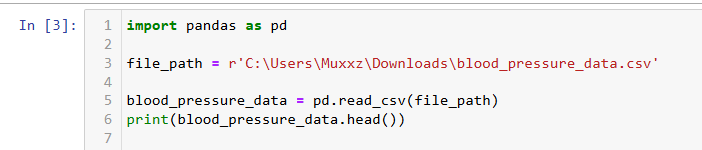 In [3]:
1 import pandas as pd
2
3 file_path = r'C:\Users\Muxxz\Downloads\blood_pressure_data.csv'
4
5 blood_pressure_data = pd.read_csv(file_path)
6 print(blood_pressure_data.head())
7